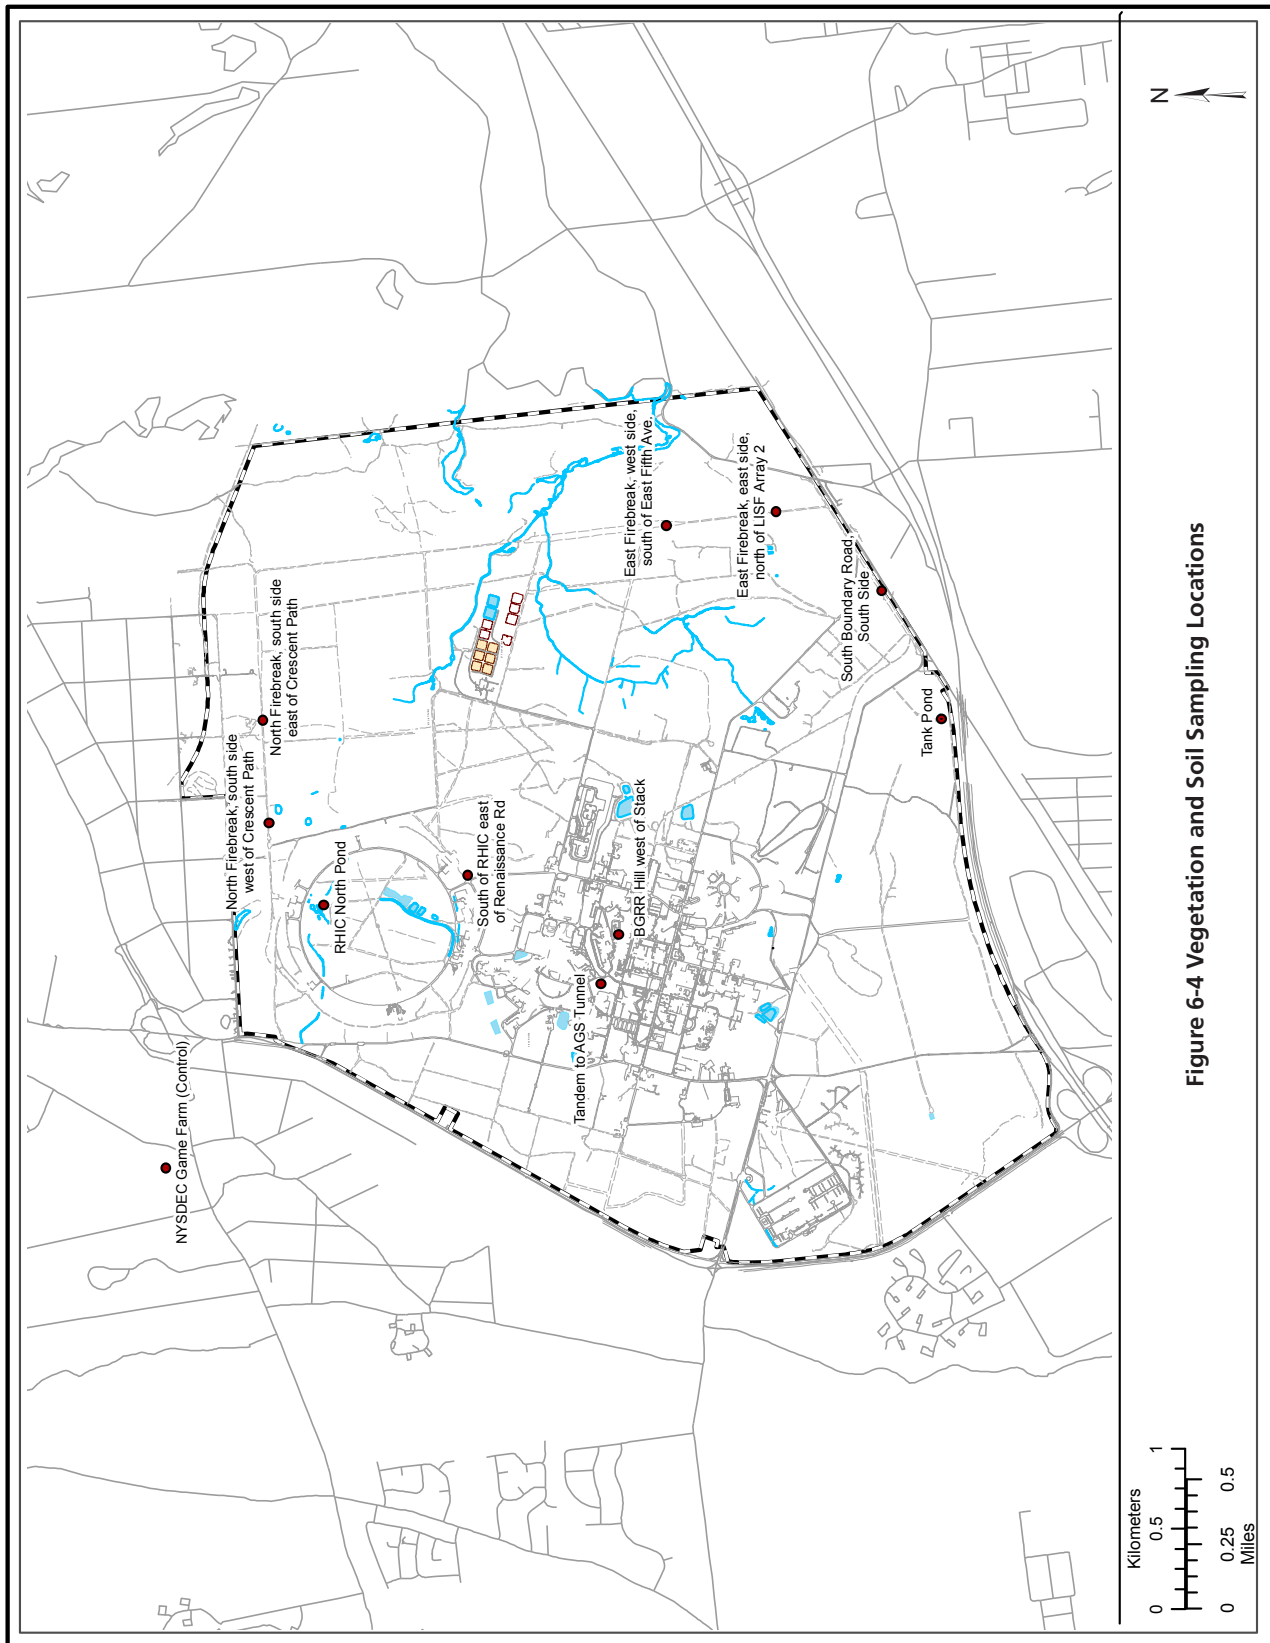 NYSDEC Game Farm (Control)
North Firebreak, south side
west of Crescent Path
North Firebreak, south side
east of Crescent Path
RHIC North Pond
South of RHIC east
of Renaissance Rd
Tandem to AGS Tunnel
BGRR Hill west of Stack
East Firebreak, west side,
south of East Fifth Ave.
East Firebreak, east side,
north of LISF Array 2
South Boundary Road,
South Side
Tank Pond
Kilometers
0 0.5 1
0 0.25 0.5
Miles
Figure 6-4 Vegetation and Soil Sampling Locations
N